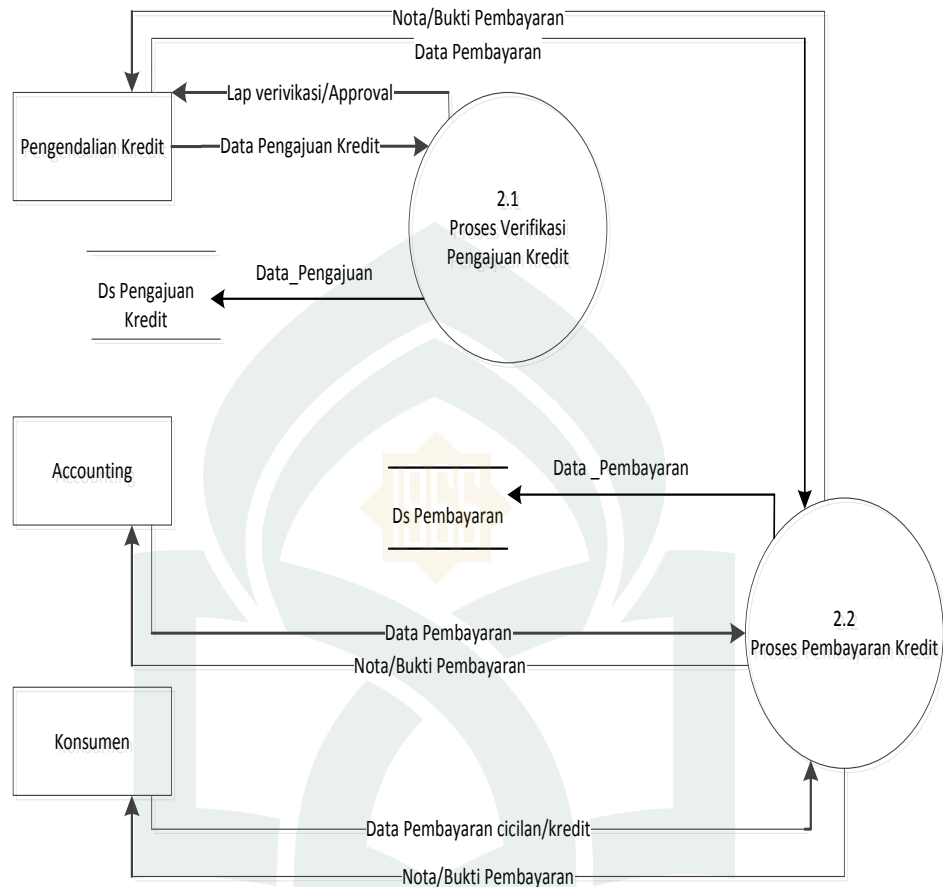 Nota/Bukti Pembayaran
Data Pembayaran
Lap verivikasi/Approval
Pengendalian Kredit
Data Pengajuan Kredit
2.1
Proses Verifikasi
Pengajuan Kredit
Data_Pengajuan
Ds Pengajuan
Kredit
Accounting
Data _Pembayaran
Ds Pembayaran
2.2
Proses Pembayaran Kredit
Data Pembayaran
Nota/Bukti Pembayaran
Konsumen
Data Pembayaran cicilan/kredit
Nota/Bukti Pembayaran